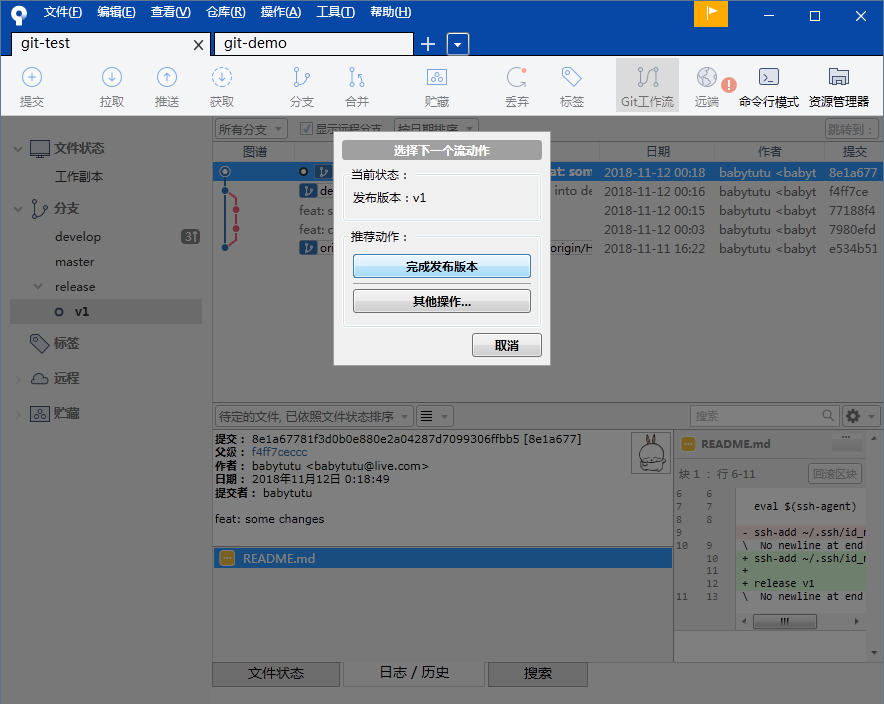 文件(F) 编辑(E) 查看(V) 仓库(R) 操作(A) 工具(T) 帮助(H)
git-test git-demo
提交 拉取 推送 获取 分支 合并 贮藏 丢弃 标签 Git工作流 远端 命令行模式 资源管理器
所有分支 显示远程分支 按日期排序 跳转到：
图谱 日期 作者 提交
at: som 2018-11-12 00:18 babytutu <babyt 8e1a677
de into de 2018-11-12 00:16 babytutu <babyt f4ff7ce
feat: s 2018-11-12 00:15 babytutu <babyt 77188f4
feat: c 2018-11-12 00:03 babytutu <babyt 7980efd
ori origin/H 2018-11-11 16:22 babytutu <babyt e534b51
文件状态
工作副本
分支
develop 3↑
master
release
v1
标签
远程
贮藏
选择下一个流动作
当前状态：
发布版本：v1
推荐动作：
完成发布版本
其他操作...
取消
待定的文件, 已依照文件状态排序 搜索
提交： 8e1a67781f3d0b0e880e2a04287d7099306ffbb5 [8e1a677]
父级： f4ff7ceccc
作者： babytutu <babytutu@live.com>
日期： 2018年11月12日 0:18:49
提交者： babytutu
feat: some changes
README.md
README.md ...
块 1 ： 行 6-11 回滚区块
6 6
7 7 eval $(ssh-agent)
8 8
9 - ssh-add ~/.ssh/id_r
10 9 \ No newline at end
10 + ssh-add ~/.ssh/id_r
11 +
12 + release v1
11 13 \ No newline at end
文件状态 日志 / 历史 搜索